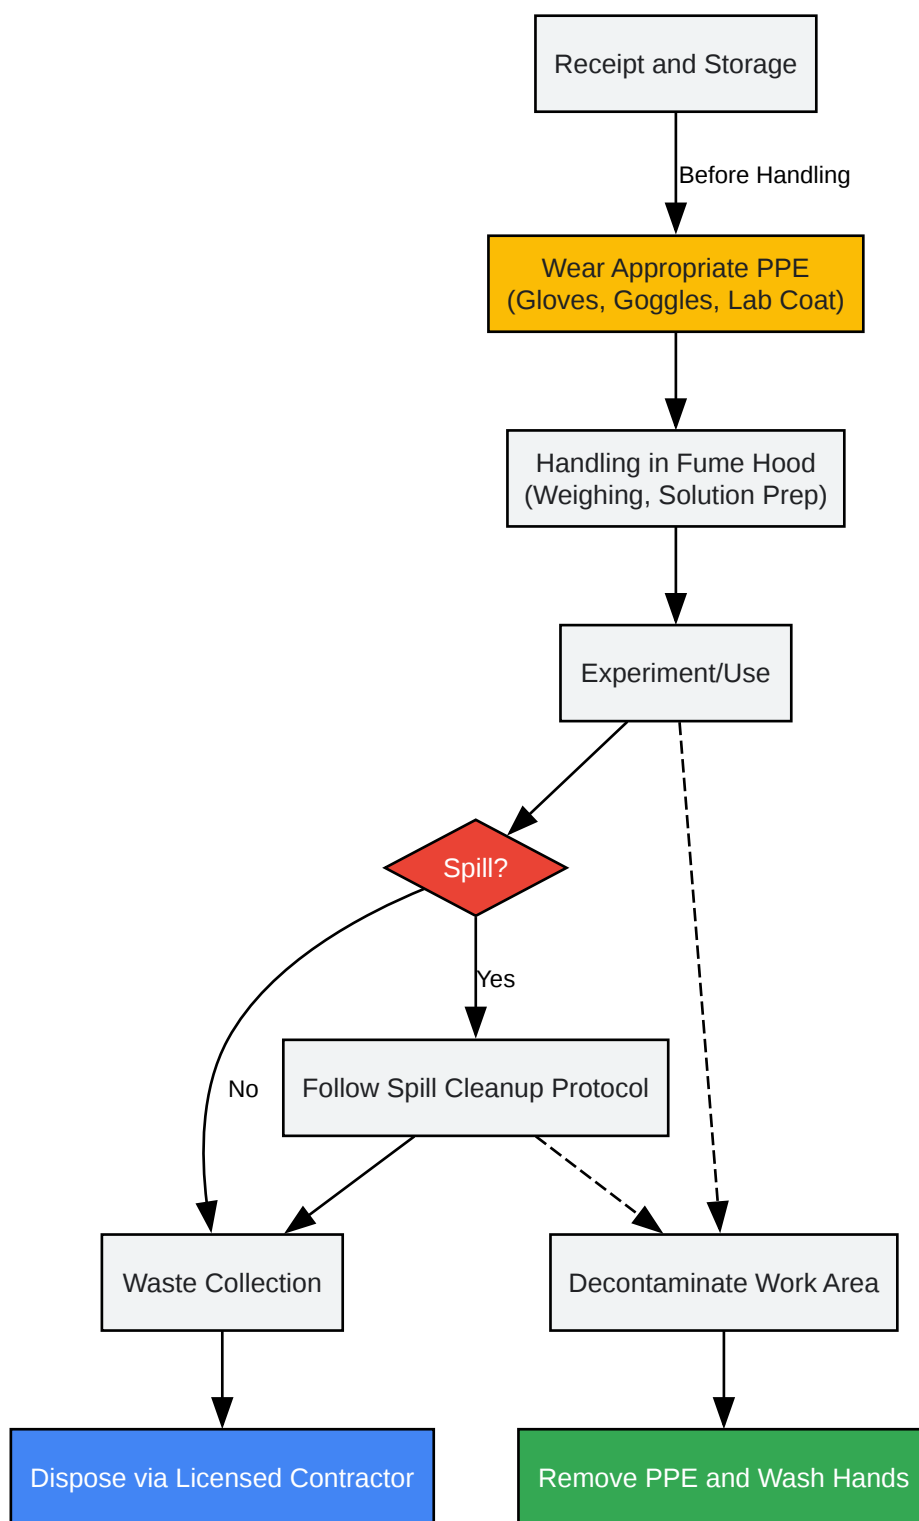 Receipt and Storage
Before Handling
Wear Appropriate PPE
(Gloves, Goggles, Lab Coat)
Handling in Fume Hood
(Weighing, Solution Prep)
Experiment/Use
Spill?
Yes
No
Follow Spill Cleanup Protocol
Waste Collection
Decontaminate Work Area
Dispose via Licensed Contractor
Remove PPE and Wash Hands